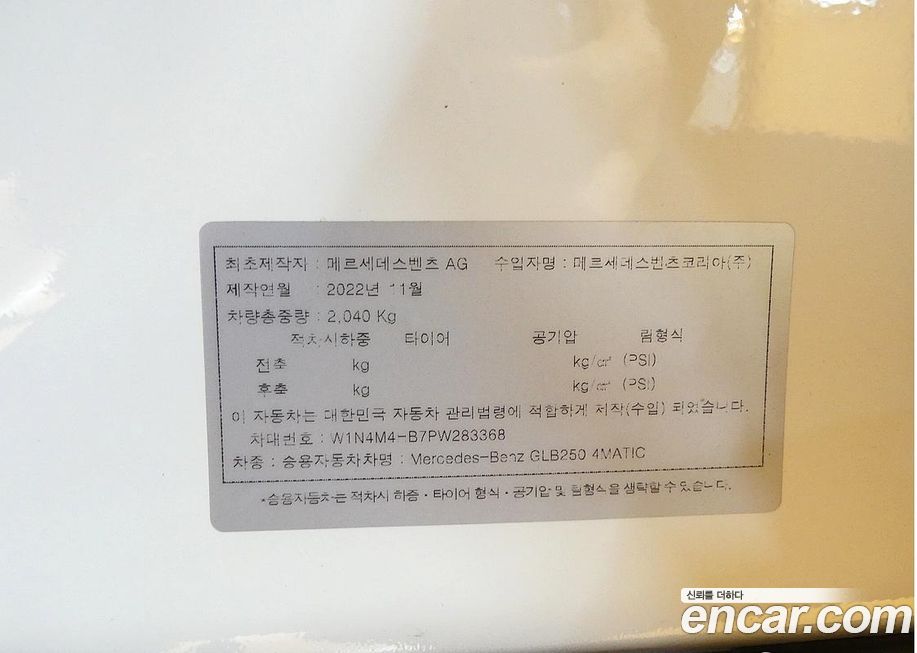 최초제작자 : 메르세데스벤츠 AG 수입자명 : 메르세데스벤츠코리아(주)
제작연월 : 2022년 11월
차량총중량 : 2,040 Kg
적차시하중 타이어 공기압 림형식
전축 kg kg/㎠ (PSI)
후축 kg kg/㎠ (PSI)
이 자동차는 대한민국 자동차 관리법령에 적합하게 제작(수입) 되었습니다.
차대번호 : W1N4M4-B7PW283368
차종 : 승용자동차차명 : Mercedes-Benz GLB250 4MATIC
*승용자동차는 적차시 하중·타이어 형식·공기압 및 림형식을 생략할 수 있습니다.
신뢰를 더하다
encar.com